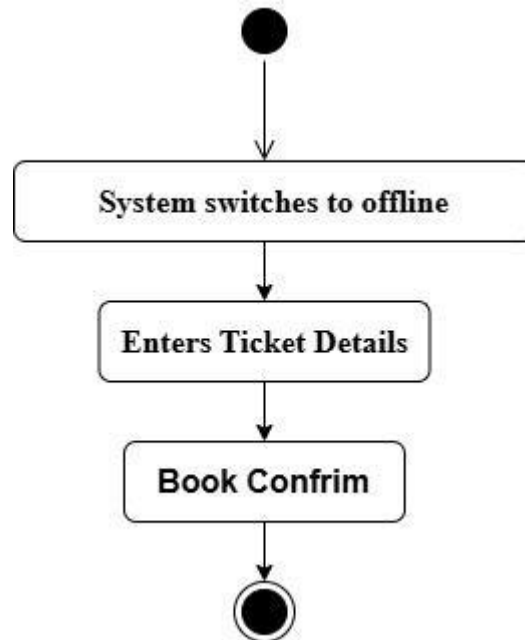 System switches to offline
Enters Ticket Details
Book Confrim